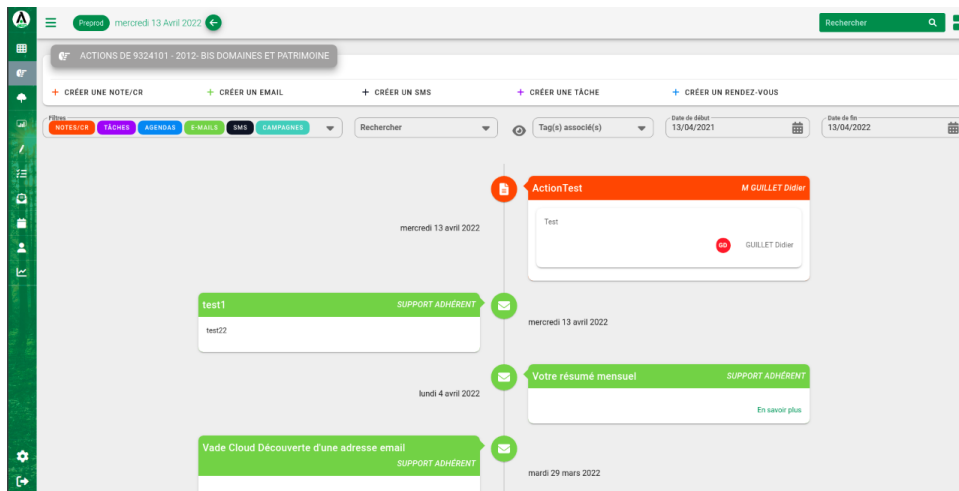 Preprod mercredi 13 Avril 2022
Rechercher
ACTIONS DE 9324101 - 2012- BIS DOMAINES ET PATRIMOINE
+ CRÉER UNE NOTE/CR + CRÉER UN EMAIL + CRÉER UN SMS + CRÉER UNE TÂCHE + CRÉER UN RENDEZ-VOUS
Filtres
NOTES/CR TÂCHES AGENDAS E-MAILS SMS CAMPAGNES
Rechercher
Tag(s) associé(s)
Date de début
13/04/2021
Date de fin
13/04/2022
ActionTest M GUILLET Didier
mercredi 13 avril 2022
Test
GD GUILLET Didier
test1 SUPPORT ADHÉRENT
test22
mercredi 13 avril 2022
Votre résumé mensuel SUPPORT ADHÉRENT
lundi 4 avril 2022
En savoir plus
Vade Cloud Découverte d'une adresse email
SUPPORT ADHÉRENT
mardi 29 mars 2022